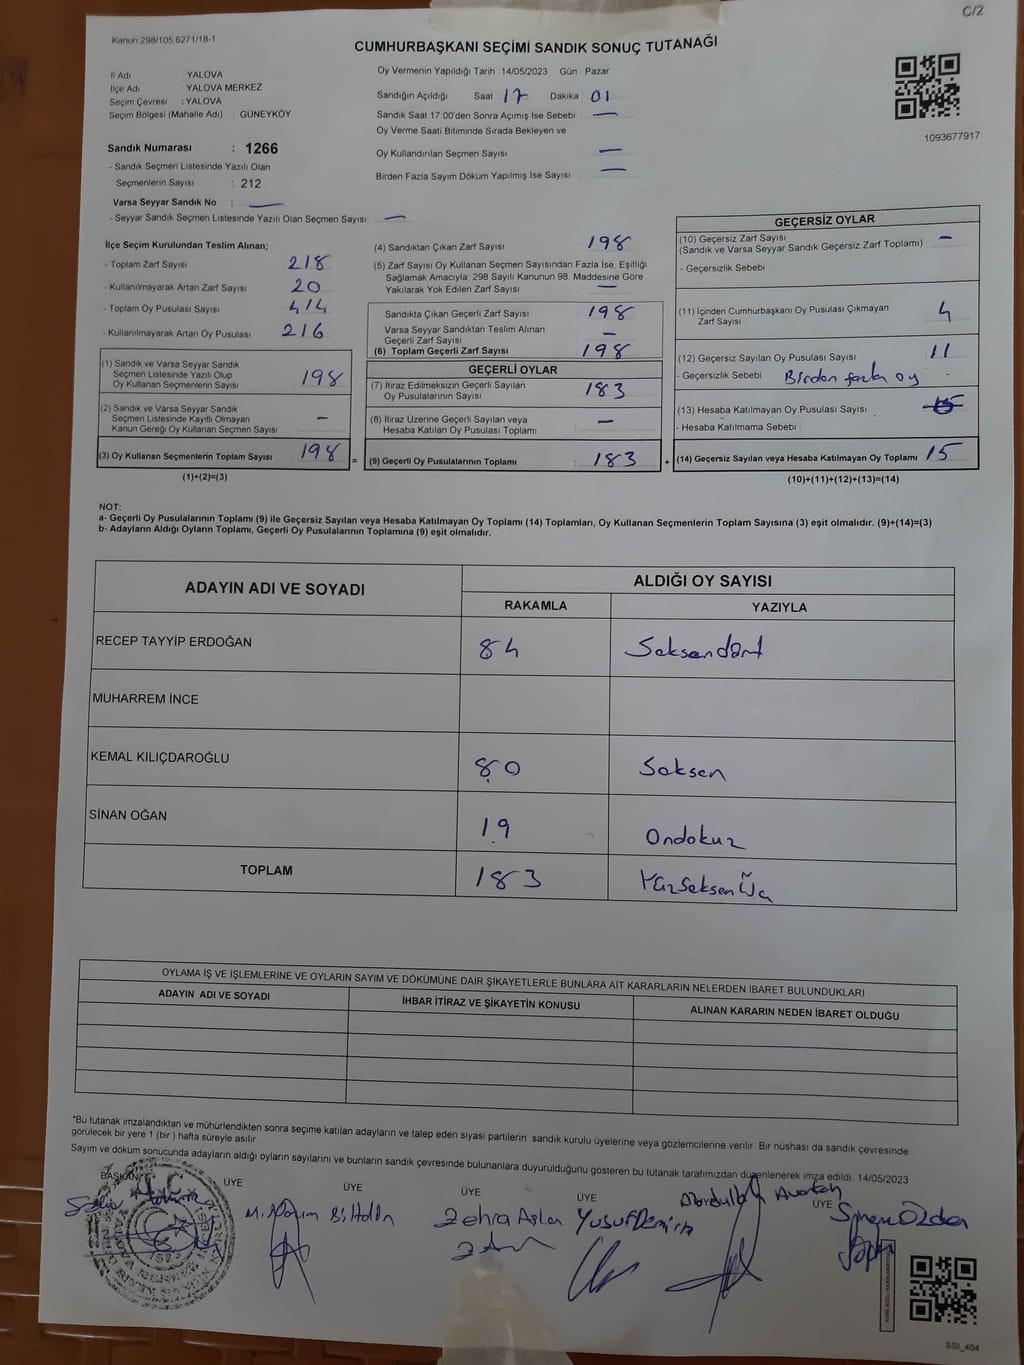 C/2
Kanun 298/105,6271/18-1
CUMHURBAŞKANI SEÇİMİ SANDIK SONUÇ TUTANAĞI
İl Adı YALOVA
İlçe Adı YALOVA MERKEZ
Seçim Çevresi : YALOVA
Seçim Bölgesi (Mahalle Adı) : GÜNEYKÖY
Oy Vermenin Yapıldığı Tarih : 14/05/2023 Gün : Pazar
Sandığın Açıldığı Saat 17 Dakika 01
Sandık Saat 17:00'den Sonra Açımış İse Sebebi : —
Oy Verme Saati Bitiminde Sırada Bekleyen ve
Oy Kullandırılan Seçmen Sayısı : —
Birden Fazla Sayım Döküm Yapılmış İse Sayısı : —
1093677917
Sandık Numarası : 1266
- Sandık Seçmen Listesinde Yazılı Olan
Seçmenlerin Sayısı : 212
Varsa Seyyar Sandık No : —
- Seyyar Sandık Seçmen Listesinde Yazılı Olan Seçmen Sayısı : —
İlçe Seçim Kurulundan Teslim Alınan;
- Toplam Zarf Sayısı 218
- Kullanılmayarak Artan Zarf Sayısı 20
- Toplam Oy Pusulası Sayısı 414
- Kullanılmayarak Artan Oy Pusulası 216
(1) Sandık ve Varsa Seyyar Sandık
Seçmen Listesinde Yazılı Olup
Oy Kullanan Seçmenlerin Sayısı 198
(2) Sandık ve Varsa Seyyar Sandık
Seçmen Listesinde Kayıtlı Olmayan
Kanun Gereği Oy Kullanan Seçmen Sayısı —
(3) Oy Kullanan Seçmenlerin Toplam Sayısı 198
(1)+(2)=(3)
(4) Sandıktan Çıkan Zarf Sayısı 198
(5) Zarf Sayısı Oy Kullanan Seçmen Sayısından Fazla İse, Eşitliği
Sağlamak Amacıyla, 298 Sayılı Kanunun 98. Maddesine Göre
Yakılarak Yok Edilen Zarf Sayısı —
Sandıkta Çıkan Geçerli Zarf Sayısı 198
Varsa Seyyar Sandıktan Teslim Alınan
Geçerli Zarf Sayısı —
(6) Toplam Geçerli Zarf Sayısı 198
GEÇERLİ OYLAR
(7) İtiraz Edilmeksizin Geçerli Sayılan
Oy Pusulalarının Sayısı 183
(8) İtiraz Üzerine Geçerli Sayılan veya
Hesaba Katılan Oy Pusulası Toplamı —
= (9) Geçerli Oy Pusulalarının Toplamı : 183
GEÇERSİZ OYLAR
(10) Geçersiz Zarf Sayısı —
(Sandık ve Varsa Seyyar Sandık Geçersiz Zarf Toplamı) :
- Geçersizlik Sebebi :
(11) İçinden Cumhurbaşkanı Oy Pusulası Çıkmayan
Zarf Sayısı 4
(12) Geçersiz Sayılan Oy Pusulası Sayısı 11
- Geçersizlik Sebebi : Birden fazla oy
(13) Hesaba Katılmayan Oy Pusulası Sayısı
- Hesaba Katılmama Sebebi :
+ (14) Geçersiz Sayılan veya Hesaba Katılmayan Oy Toplamı 15
(10)+(11)+(12)+(13)=(14)
NOT:
a- Geçerli Oy Pusulalarının Toplamı (9) ile Geçersiz Sayılan veya Hesaba Katılmayan Oy Toplamı (14) Toplamları, Oy Kullanan Seçmenlerin Toplam Sayısına (3) eşit olmalıdır. (9)+(14)=(3)
b- Adayların Aldığı Oyların Toplamı, Geçerli Oy Pusulalarının Toplamına (9) eşit olmalıdır.
ADAYIN ADI VE SOYADI ALDIĞI OY SAYISI
RAKAMLA YAZIYLA
RECEP TAYYİP ERDOĞAN 84 Seksendört
MUHARREM İNCE
KEMAL KILIÇDAROĞLU 80 Seksen
SİNAN OĞAN 19 Ondokuz
TOPLAM 183 Yüzseksen Üç
OYLAMA İŞ VE İŞLEMLERİNE VE OYLARIN SAYIM VE DÖKÜMÜNE DAİR ŞİKAYETLERLE BUNLARA AİT KARARLARIN NELERDEN İBARET BULUNDUKLARI
ADAYIN ADI VE SOYADI İHBAR İTİRAZ VE ŞİKAYETİN KONUSU ALINAN KARARIN NEDEN İBARET OLDUĞU
*Bu tutanak imzalandıktan ve mühürlendikten sonra seçime katılan adayların ve talep eden siyasi partilerin sandık kurulu üyelerine veya gözlemcilerine verilir. Bir nüshası da sandık çevresinde
görülecek bir yere 1 (bir ) hafta süreyle asılır.
Sayım ve döküm sonucunda adayların aldığı oyların sayılarını ve bunların sandık çevresinde bulunanlara duyurulduğunu gösteren bu tutanak tarafımızdan düzenlenerek imza edildi. 14/05/2023
BAŞKAN ÜYE ÜYE ÜYE ÜYE ÜYE
Zehra Aslan Yusuf Demir
SSI_404